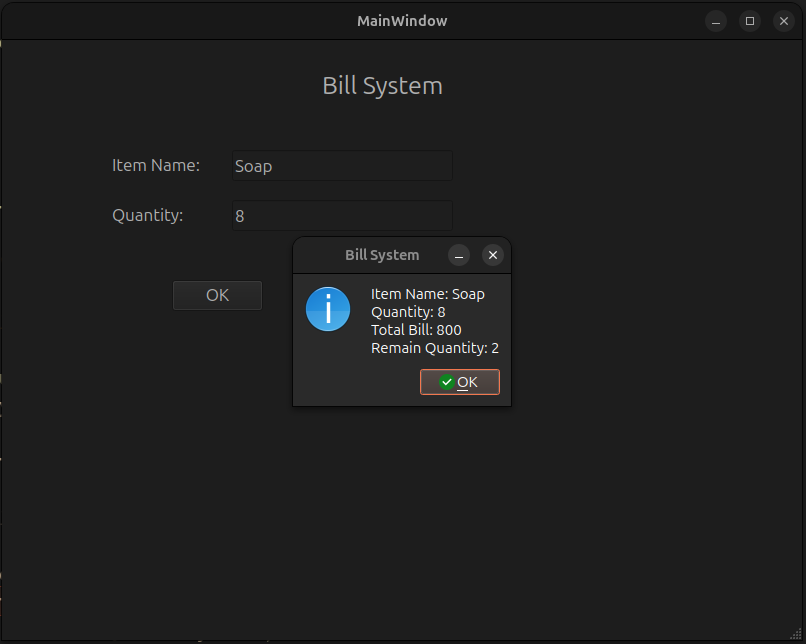 MainWindow
Bill System
Item Name: Soap
Quantity: 8
OK
Bill System
Item Name: Soap
Quantity: 8
Total Bill: 800
Remain Quantity: 2
OK